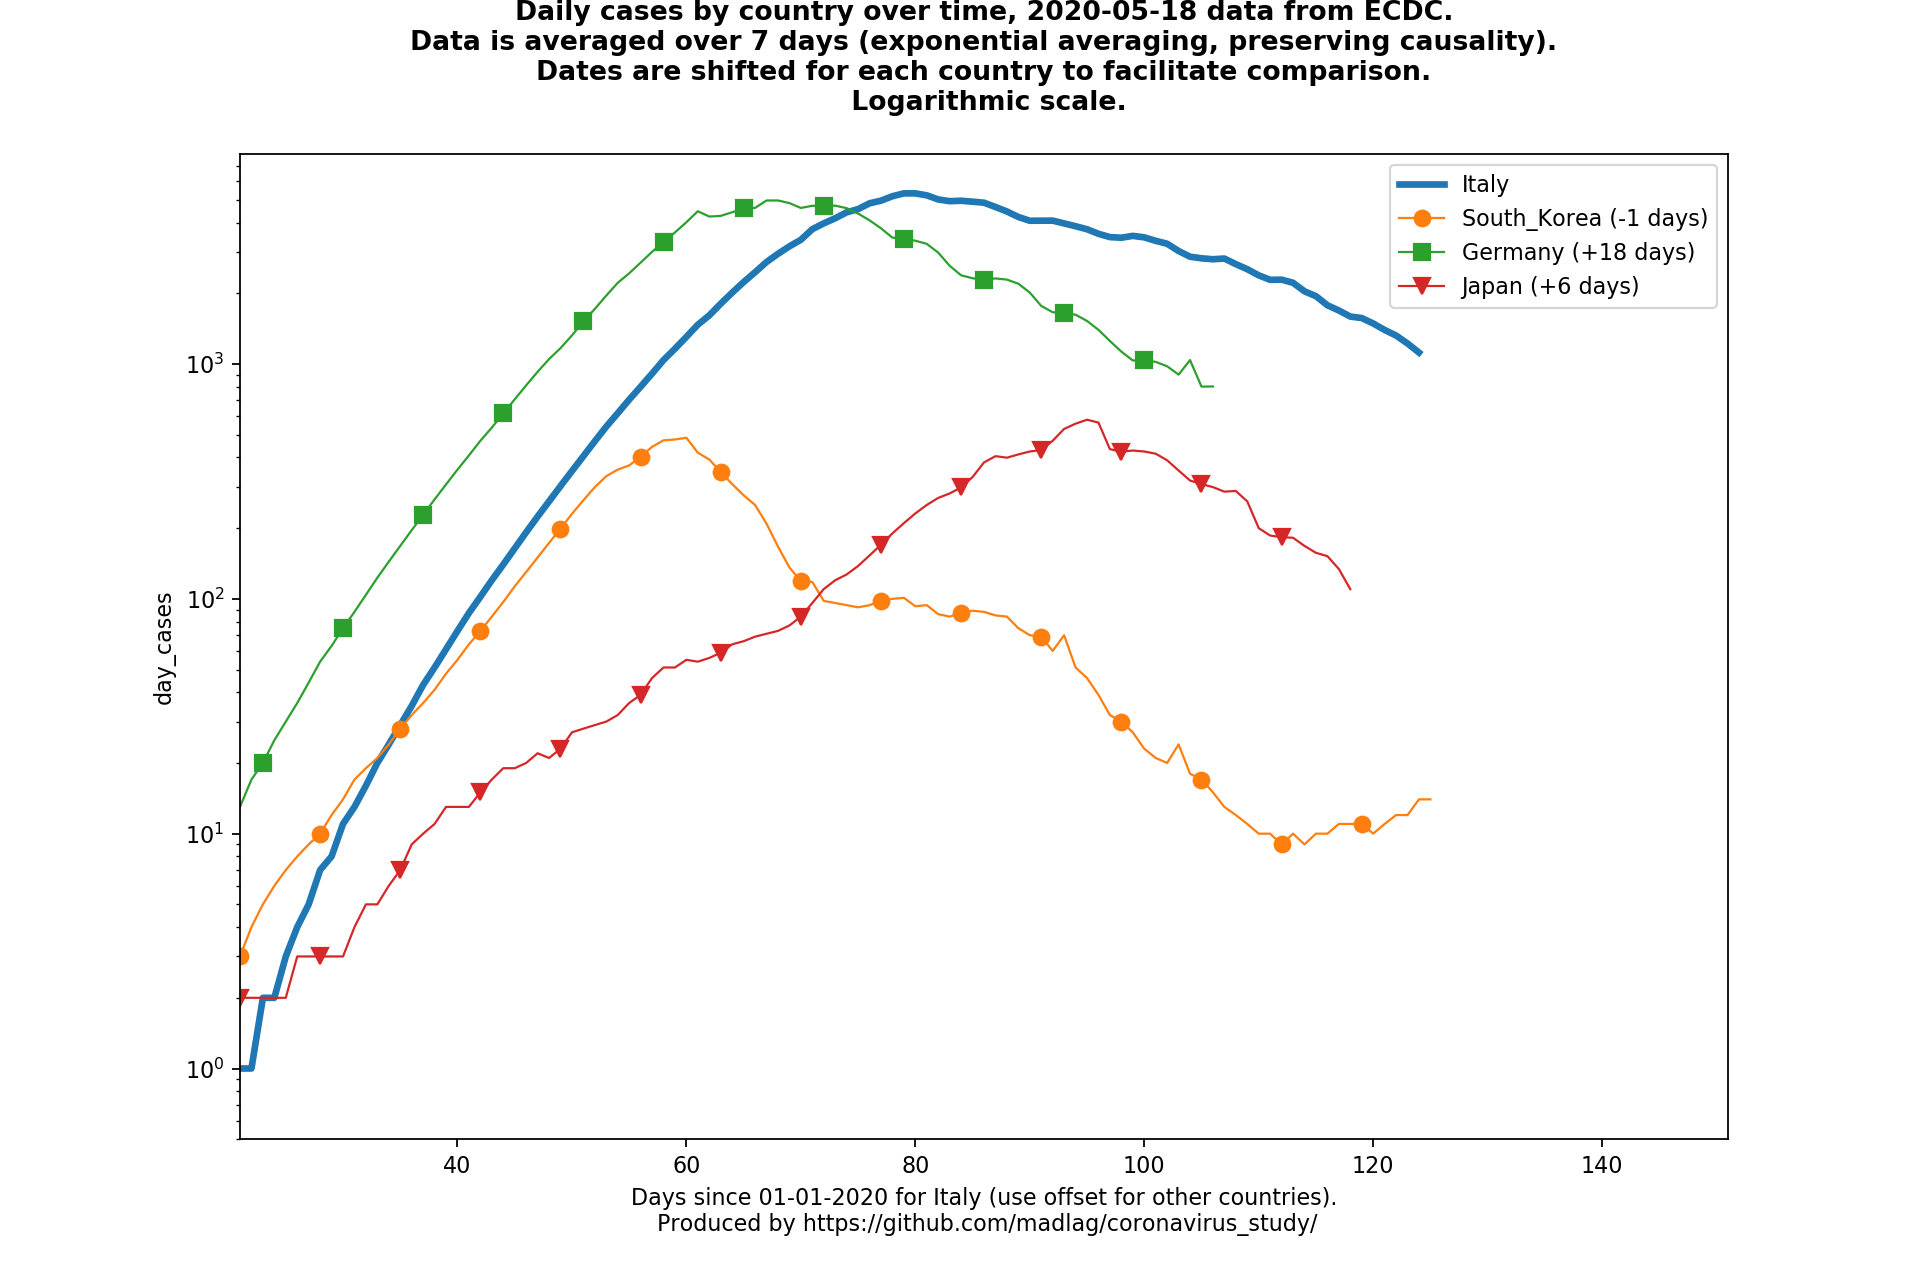 Daily cases by country over time, 2020-05-18 data from ECDC.
Data is averaged over 7 days (exponential averaging, preserving causality).
Dates are shifted for each country to facilitate comparison.
Logarithmic scale.
Italy
South_Korea (-1 days)
Germany (+18 days)
Japan (+6 days)
10³
10²
10¹
10⁰
day_cases
40 60 80 100 120 140
Days since 01-01-2020 for Italy (use offset for other countries).
Produced by https://github.com/madlag/coronavirus_study/